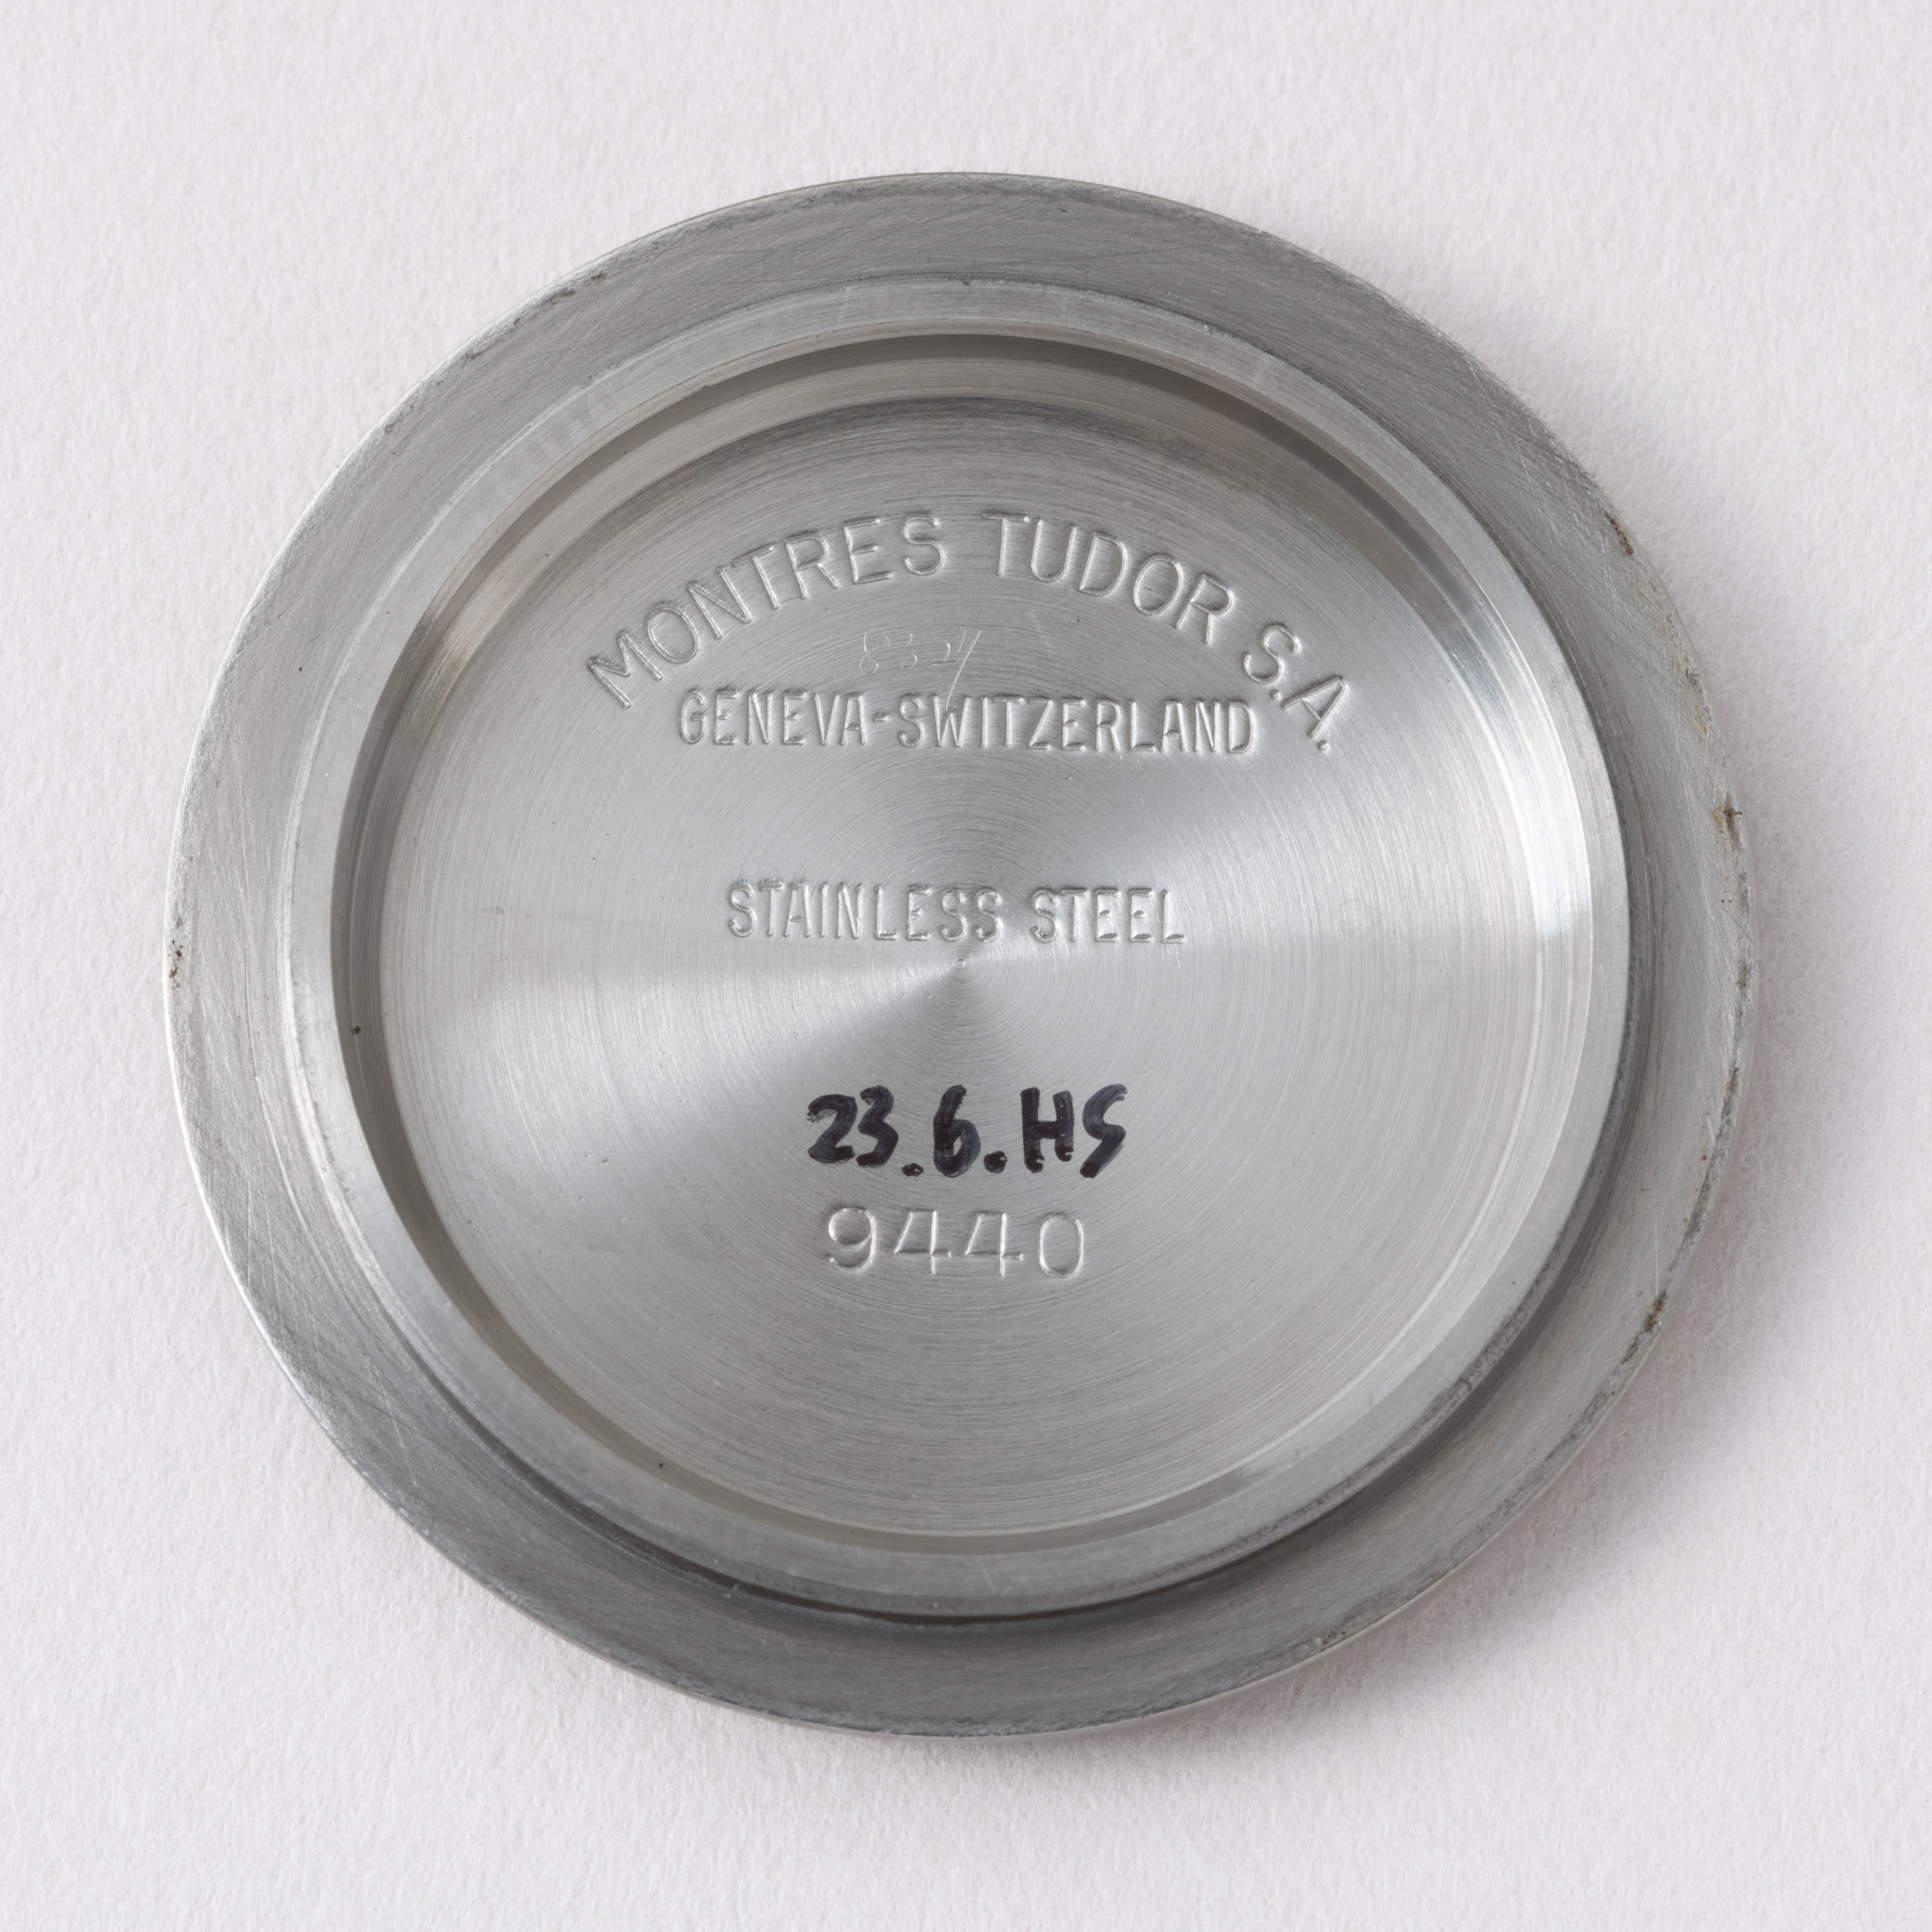 MONTRES TUDOR S.A.
GENEVA-SWITZERLAND
STAINLESS STEEL
23.6.HS
9440